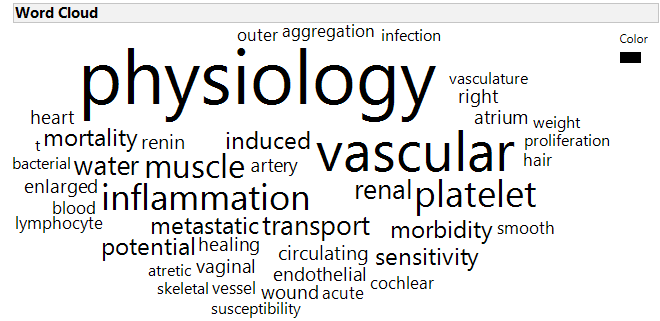 Word Cloud
Color
outer aggregation infection
physiology
vasculature
right
heart
atrium weight
t mortality renin induced vascular proliferation
bacterial water muscle artery hair
enlarged inflammation renal platelet
blood
lymphocyte metastatic transport morbidity smooth
potential healing circulating sensitivity
atretic vaginal endothelial cochlear
skeletal vessel wound acute
susceptibility